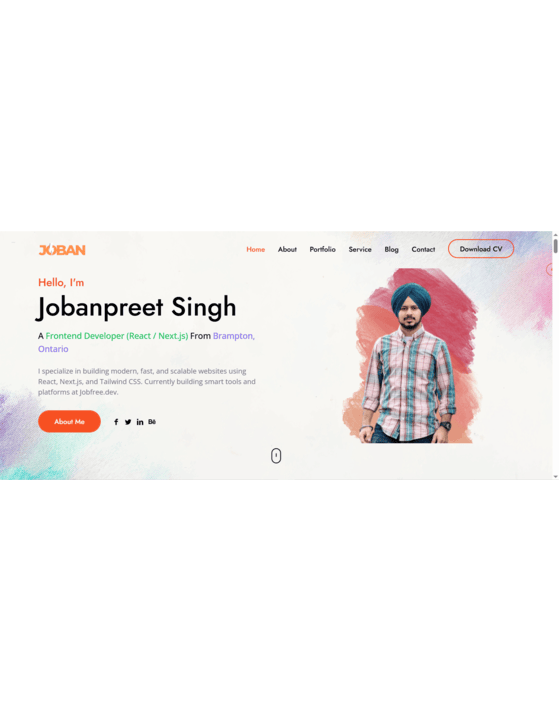 JOBAN
Home About Portfolio Service Blog Contact Download CV
Hello, I'm
Jobanpreet Singh
A Frontend Developer (React / Next.js) From Brampton,
Ontario
I specialize in building modern, fast, and scalable websites using
React, Next.js, and Tailwind CSS. Currently building smart tools and
platforms at Jobfree.dev.
About Me